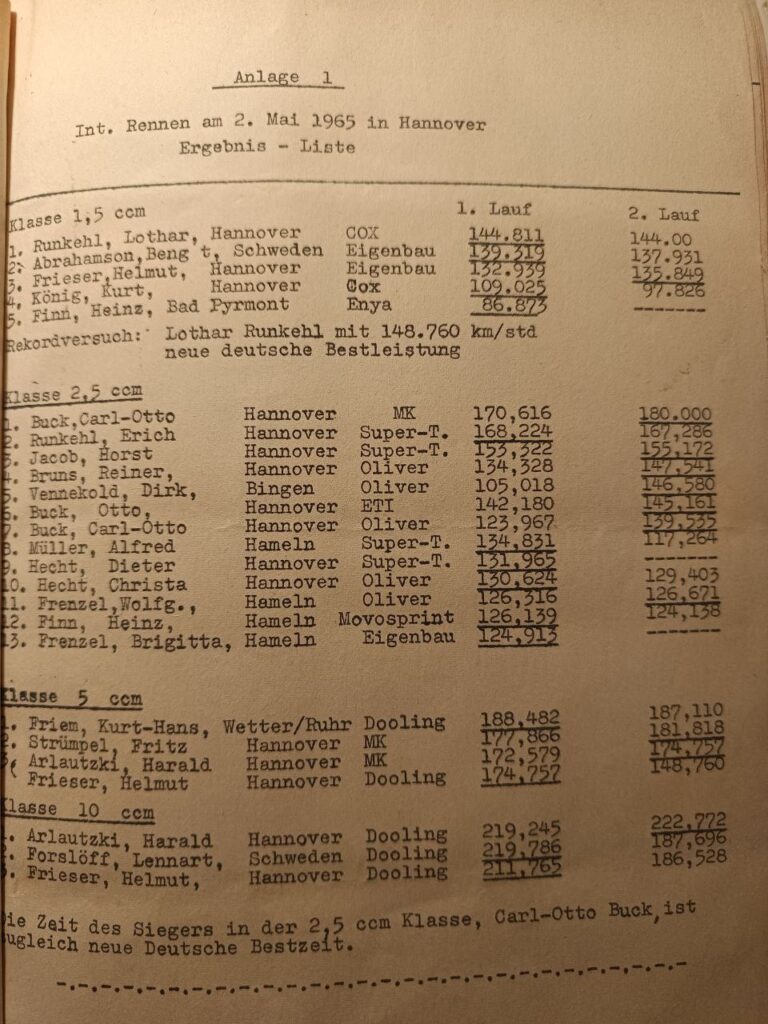 Anlage 1
Int. Rennen am 2. Mai 1965 in Hannover
Ergebnis - Liste
Klasse 1,5 ccm 1. Lauf 2. Lauf
1. Runkehl, Lothar, Hannover COX 144.811 144.00
2. Abrahamson,Beng t, Schweden Eigenbau 139.319 137.931
3. Frieser,Helmut, Hannover Eigenbau 132.939 135.849
4. König, Kurt, Hannover Cox 109.025 97.826
5. Finn, Heinz, Bad Pyrmont Enya 86.873 -------
Rekordversuch: Lothar Runkehl mit 148.760 km/std
neue deutsche Bestleistung
Klasse 2,5 ccm
1. Buck,Carl-Otto Hannover MK 170,616 180.000
2. Runkehl, Erich Hannover Super-T. 168,224 167,286
3. Jacob, Horst Hannover Super-T. 153,322 155,172
4. Bruns, Reiner, Hannover Oliver 134,328 147,541
5. Vennekold, Dirk, Bingen Oliver 105,018 146,580
6. Buck, Otto, Hannover ETI 142,180 145,161
7. Buck, Carl-Otto Hannover Oliver 123,967 139,535
8. Müller, Alfred Hameln Super-T. 134,831 117,264
9. Hecht, Dieter Hannover Super-T. 131,965 -------
10. Hecht, Christa Hannover Oliver 130,624 129,403
11. Frenzel,Wolfg., Hameln Oliver 126,316 126,671
12. Finn, Heinz, Hameln Movosprint 126,139 124,138
13. Frenzel, Brigitta, Hameln Eigenbau 124,913 -------
Klasse 5 ccm
1. Friem, Kurt-Hans, Wetter/Ruhr Dooling 188,482 187,110
2. Strümpel, Fritz Hannover MK 177,866 181,818
Arlautzki, Harald Hannover MK 172,579 174,757
Frieser, Helmut Hannover Dooling 174,757 148,760
Klasse 10 ccm
Arlautzki, Harald Hannover Dooling 219,245 222,772
Forslöff, Lennart, Schweden Dooling 219,786 187,696
Frieser, Helmut, Hannover Dooling 211,765 186,528
Die Zeit des Siegers in der 2,5 ccm Klasse, Carl-Otto Buck, ist
zugleich neue Deutsche Bestzeit.
-.-.-.-.-.-.-.-.-.-.-.-.-.-.-.-.-.-.-.-.-.-.-.-.-